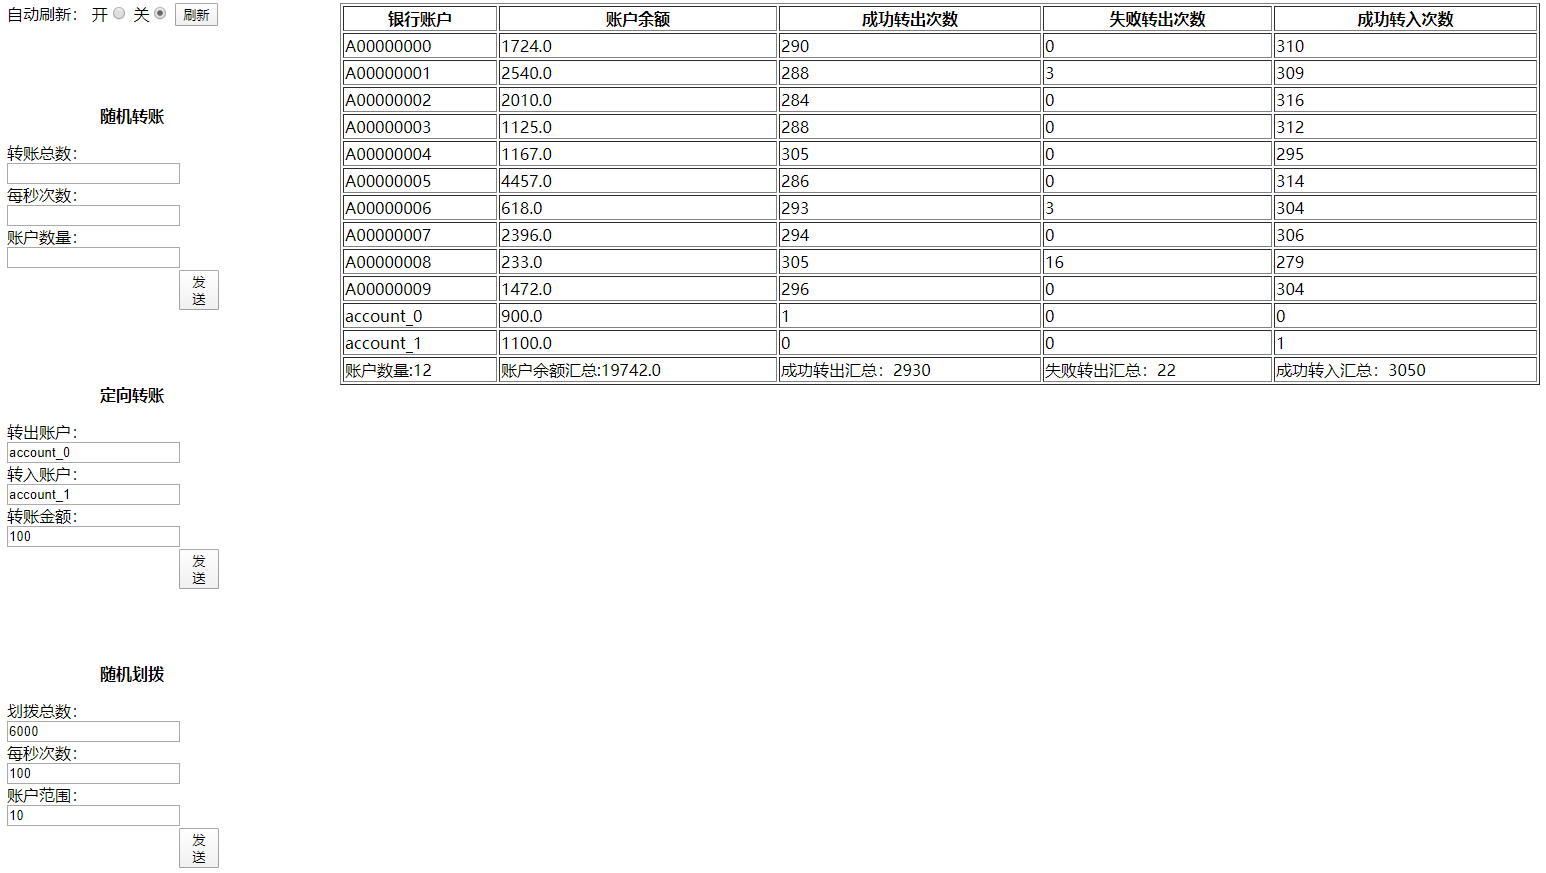 自动刷新： 开 关 刷新
随机转账
转账总数：
每秒次数：
账户数量：
发送
定向转账
转出账户：
account_0
转入账户：
account_1
转账金额：
100
发送
随机划拨
划拨总数：
6000
每秒次数：
100
账户范围：
10
发送
银行账户 账户余额 成功转出次数 失败转出次数 成功转入次数
A00000000 1724.0 290 0 310
A00000001 2540.0 288 3 309
A00000002 2010.0 284 0 316
A00000003 1125.0 288 0 312
A00000004 1167.0 305 0 295
A00000005 4457.0 286 0 314
A00000006 618.0 293 3 304
A00000007 2396.0 294 0 306
A00000008 233.0 305 16 279
A00000009 1472.0 296 0 304
account_0 900.0 1 0 0
account_1 1100.0 0 0 1
账户数量:12 账户余额汇总:19742.0 成功转出汇总：2930 失败转出汇总：22 成功转入汇总：3050